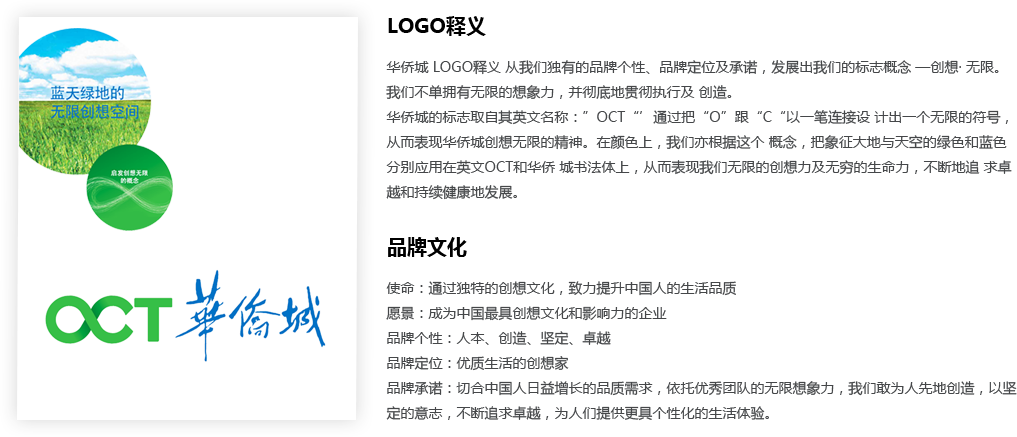 蓝天绿地的
无限创想空间
启发创想无限
的概念
OCT 華僑城
LOGO释义
华侨城 LOGO释义 从我们独有的品牌个性、品牌定位及承诺，发展出我们的标志概念 —创想· 无限。
我们不单拥有无限的想象力，并彻底地贯彻执行及 创造。
华侨城的标志取自其英文名称：”OCT“‘’通过把“O”跟“C“以一笔连接设 计出一个无限的符号，
从而表现华侨城创想无限的精神。在颜色上，我们亦根据这个 概念，把象征大地与天空的绿色和蓝色
分别应用在英文OCT和华侨 城书法体上，从而表现我们无限的创想力及无穷的生命力，不断地追 求卓
越和持续健康地发展。
品牌文化
使命：通过独特的创想文化，致力提升中国人的生活品质
愿景：成为中国最具创想文化和影响力的企业
品牌个性：人本、创造、坚定、卓越
品牌定位：优质生活的创想家
品牌承诺：切合中国人日益增长的品质需求，依托优秀团队的无限想象力，我们敢为人先地创造，以坚
定的意志，不断追求卓越，为人们提供更具个性化的生活体验。